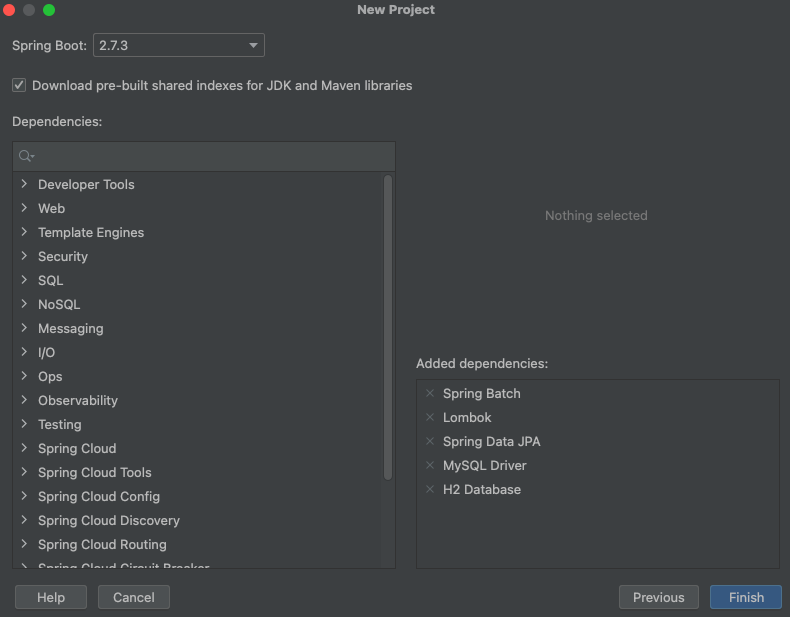 New Project
Spring Boot: 2.7.3
Download pre-built shared indexes for JDK and Maven libraries
Dependencies:
Developer Tools
Web
Template Engines
Security
SQL
NoSQL
Messaging
I/O
Ops
Observability
Testing
Spring Cloud
Spring Cloud Tools
Spring Cloud Config
Spring Cloud Discovery
Spring Cloud Routing
Spring Cloud Circuit Breaker
Nothing selected
Added dependencies:
Spring Batch
Lombok
Spring Data JPA
MySQL Driver
H2 Database
Help
Cancel
Previous
Finish